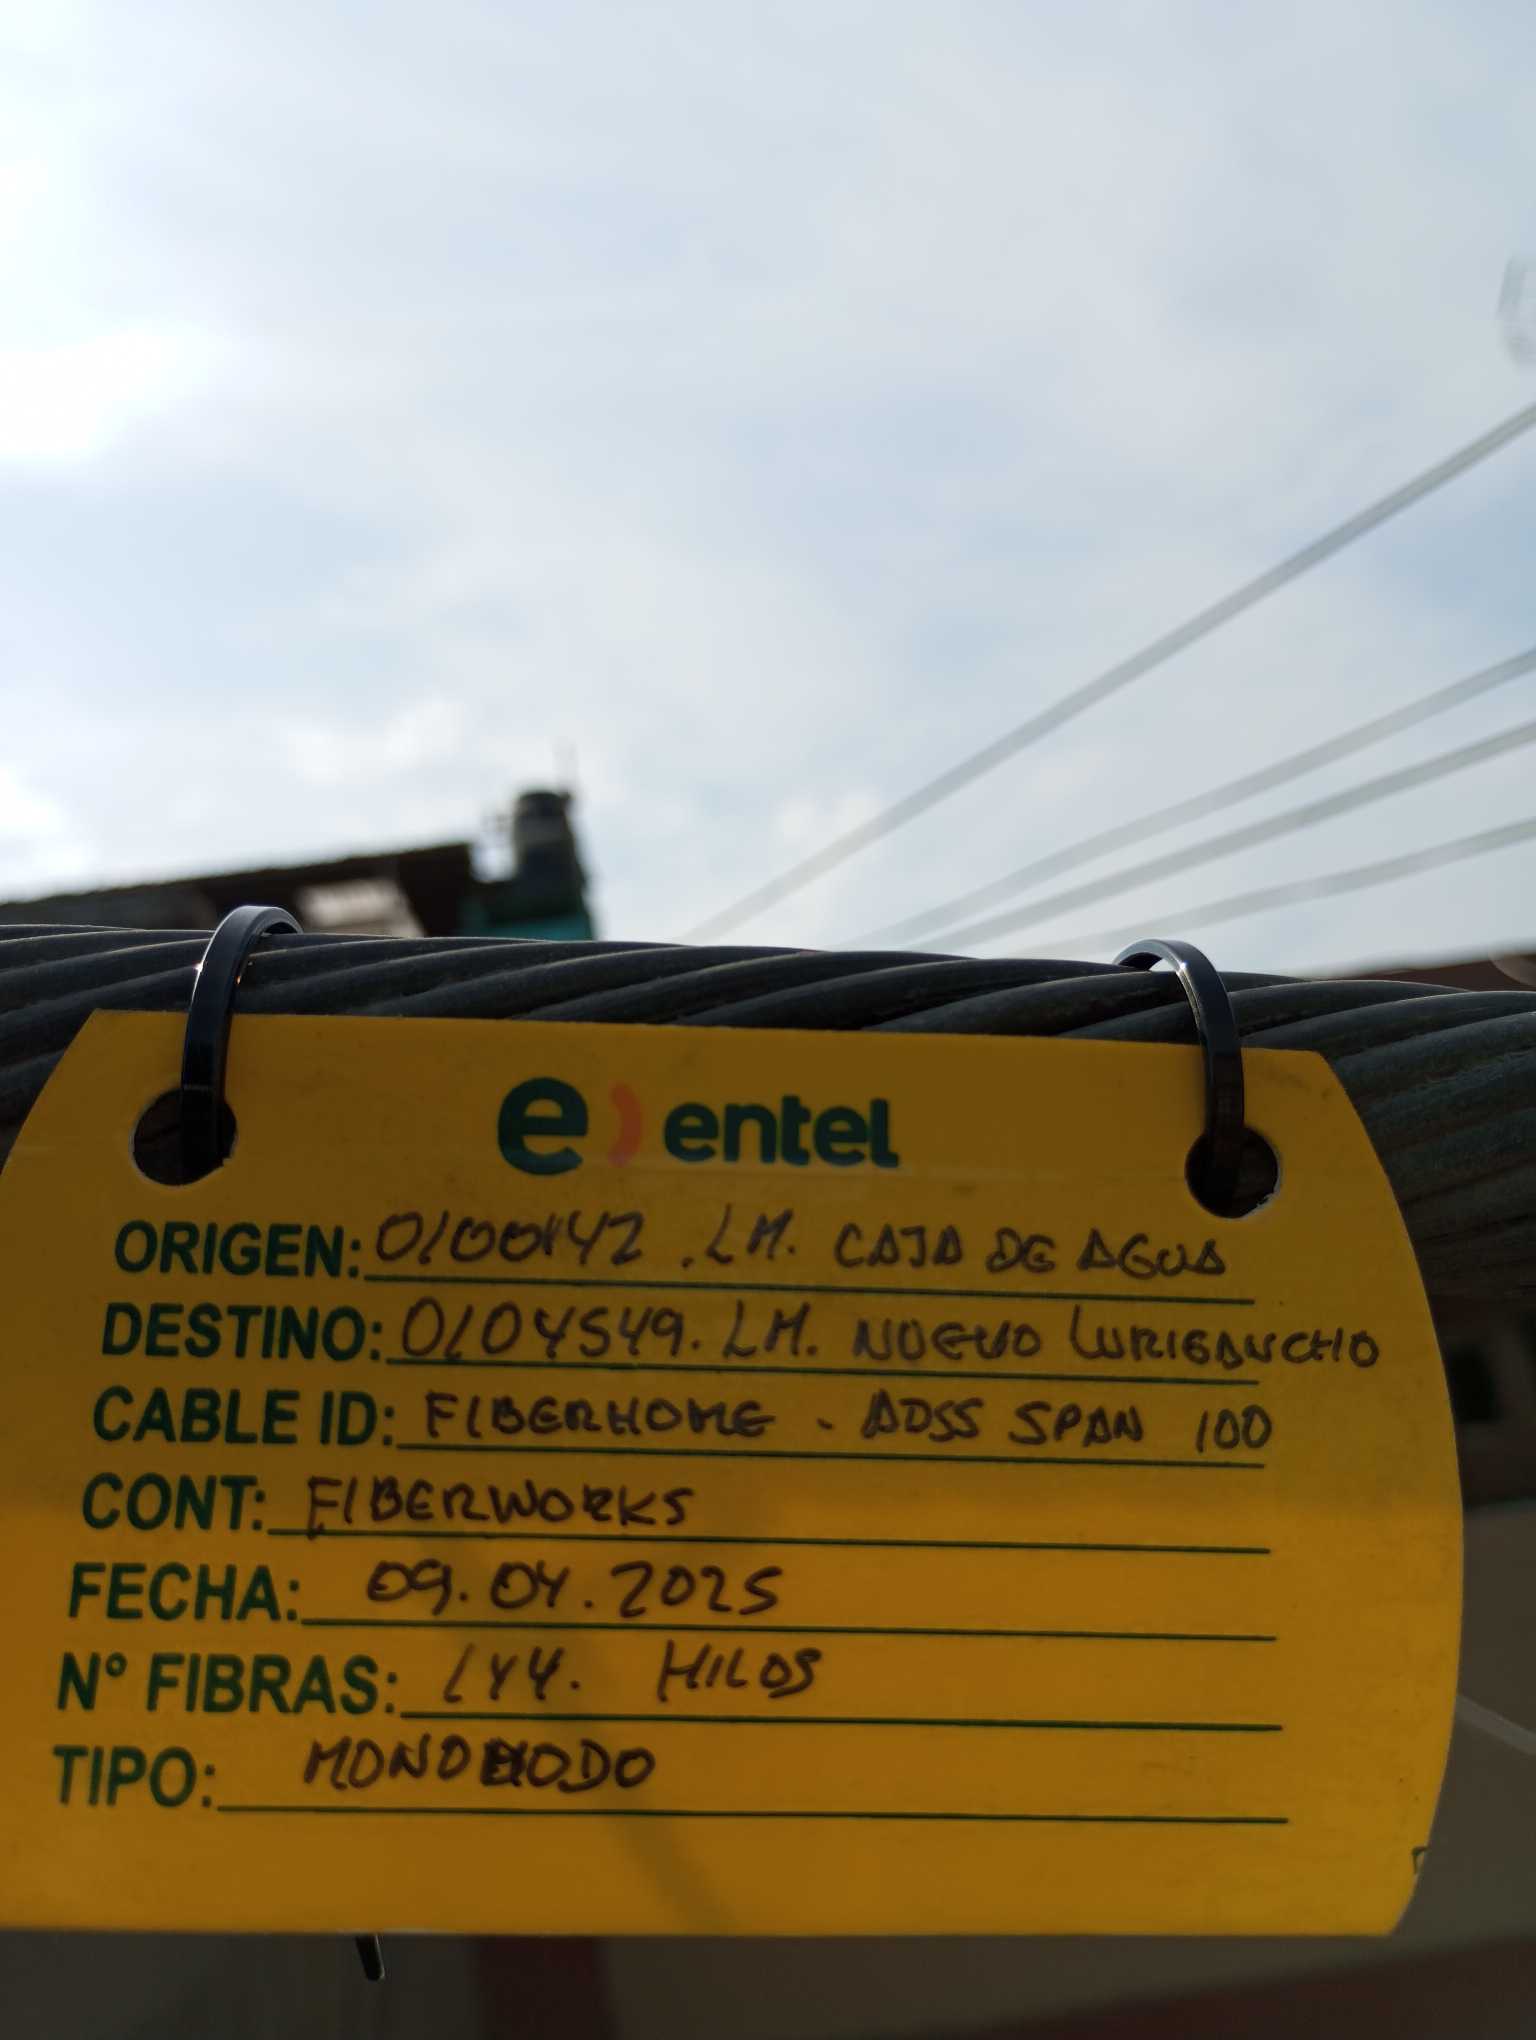 e) entel
ORIGEN: 0100142 . LM. CAJA DE AGUA
DESTINO: 0104549. LM. NUEVO LURIGANCHO
CABLE ID: FIBERHOME - ADSS SPAN 100
CONT: FIBERWORKS
FECHA: 09.04.2025
N° FIBRAS: 144. HILOS
TIPO: MONOMODO